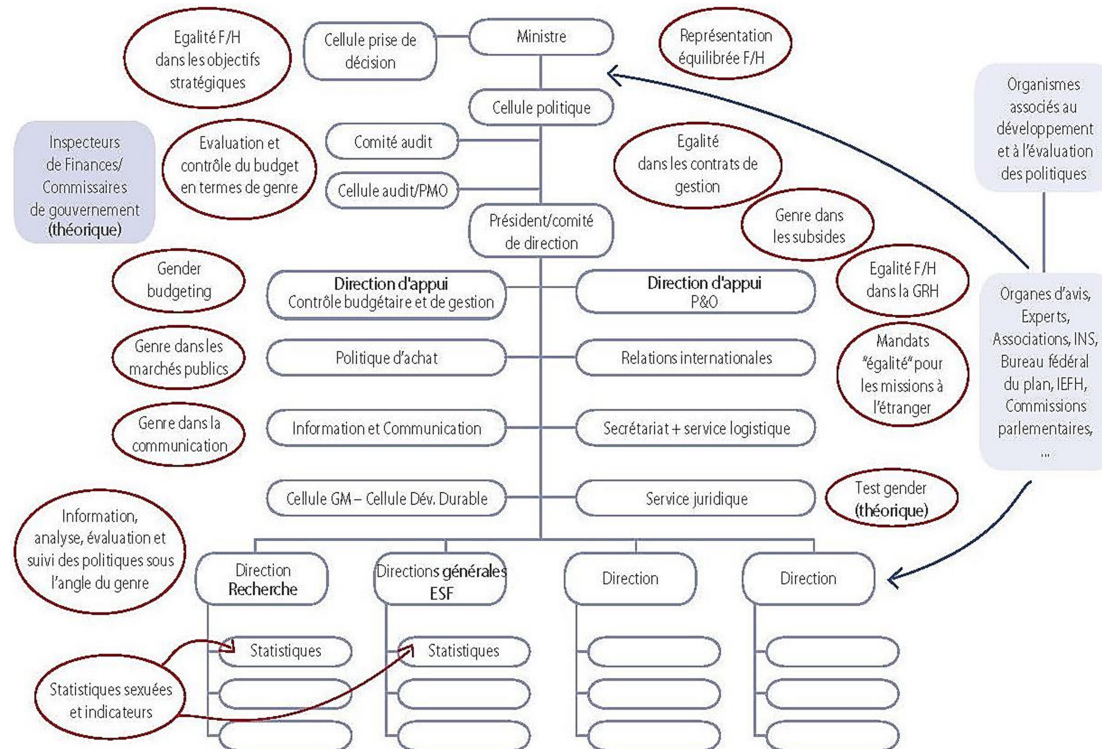 Egalité F/H
dans les objectifs
stratégiques
Cellule prise de
décision
Ministre
Représentation
équilibrée F/H
Organismes
associés au
développement
et à l'évaluation
des politiques
Cellule politique
Inspecteurs
de Finances/
Commissaires
de gouvernement
(théorique)
Evaluation et
contrôle du budget
en termes de genre
Comité audit
Cellule audit/PMO
Egalité
dans les contrats de
gestion
Président/comité
de direction
Genre dans
les subsides
Gender
budgeting
Direction d'appui
Contrôle budgétaire et de gestion
Direction d'appui
P&O
Egalité F/H
dans la GRH
Organes d'avis,
Experts,
Associations, INS,
Bureau fédéral
du plan, IEFH,
Commissions
parlementaires,
...
Genre dans les
marchés publics
Politique d'achat
Relations internationales
Mandats
"égalité" pour
les missions à
l'étranger
Genre dans la
communication
Information et Communication
Secrétariat + service logistique
Cellule GM – Cellule Dév. Durable
Service juridique
Test gender
(théorique)
Information,
analyse, évaluation et
suivi des politiques sous
l'angle du genre
Direction
Recherche
Directions générales
ESF
Direction
Direction
Statistiques
Statistiques
Statistiques sexuées
et indicateurs